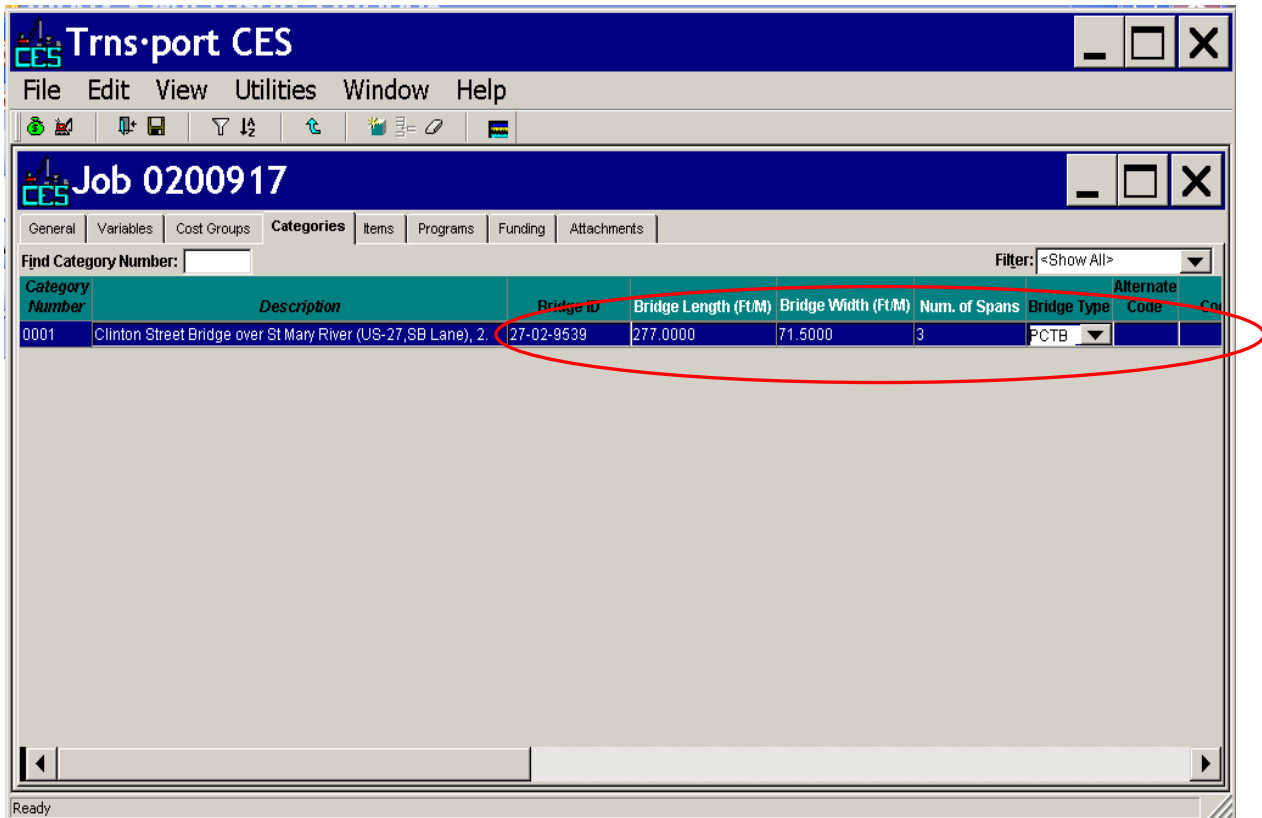 CES Trns·port CES
File Edit View Utilities Window Help
CES Job 0200917
General Variables Cost Groups Categories Items Programs Funding Attachments
Find Category Number: Filter: <Show All>
Category Number Description Bridge ID Bridge Length (Ft/M) Bridge Width (Ft/M) Num. of Spans Bridge Type Alternate Code
0001 Clinton Street Bridge over St Mary River (US-27,SB Lane), 2. 27-02-9539 277.0000 71.5000 3 PCTB
Ready